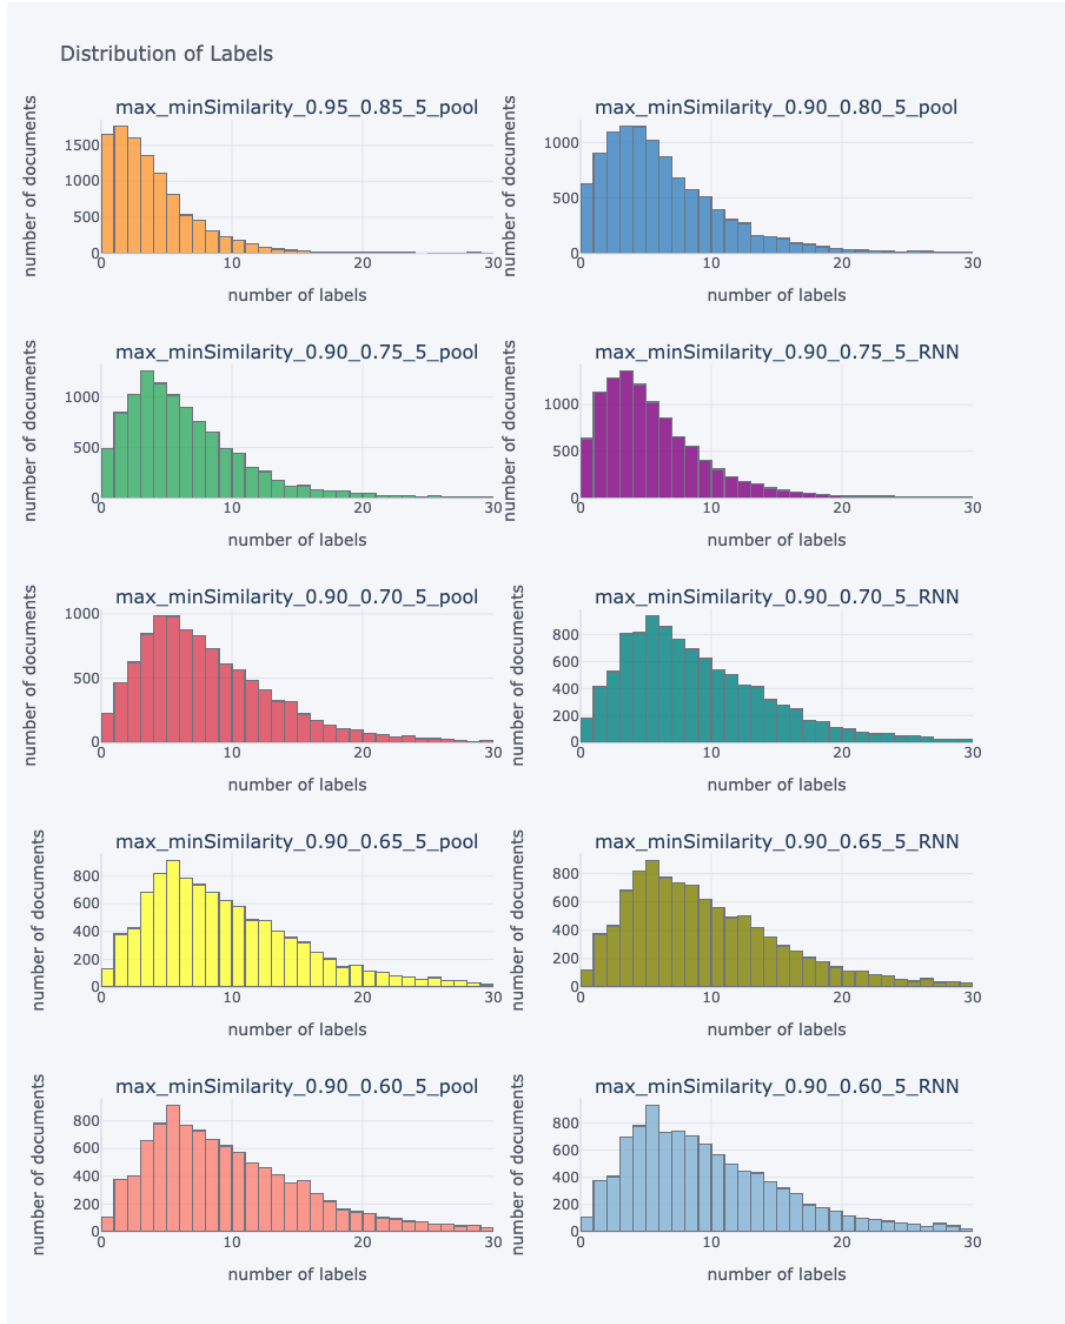 Distribution of Labels
max_minSimilarity_0.95_0.85_5_pool
number of documents
1500
1000
500
0
0 10 20 30
number of labels
max_minSimilarity_0.90_0.80_5_pool
number of documents
1000
500
0
0 10 20 30
number of labels
max_minSimilarity_0.90_0.75_5_pool
number of documents
1000
500
0
0 10 20 30
number of labels
max_minSimilarity_0.90_0.75_5_RNN
number of documents
1000
500
0
0 10 20 30
number of labels
max_minSimilarity_0.90_0.70_5_pool
number of documents
1000
500
0
0 10 20 30
number of labels
max_minSimilarity_0.90_0.70_5_RNN
number of documents
800
600
400
200
0
0 10 20 30
number of labels
max_minSimilarity_0.90_0.65_5_pool
number of documents
800
600
400
200
0
0 10 20 30
number of labels
max_minSimilarity_0.90_0.65_5_RNN
number of documents
800
600
400
200
0
0 10 20 30
number of labels
max_minSimilarity_0.90_0.60_5_pool
number of documents
800
600
400
200
0
0 10 20 30
number of labels
max_minSimilarity_0.90_0.60_5_RNN
number of documents
800
600
400
200
0
0 10 20 30
number of labels